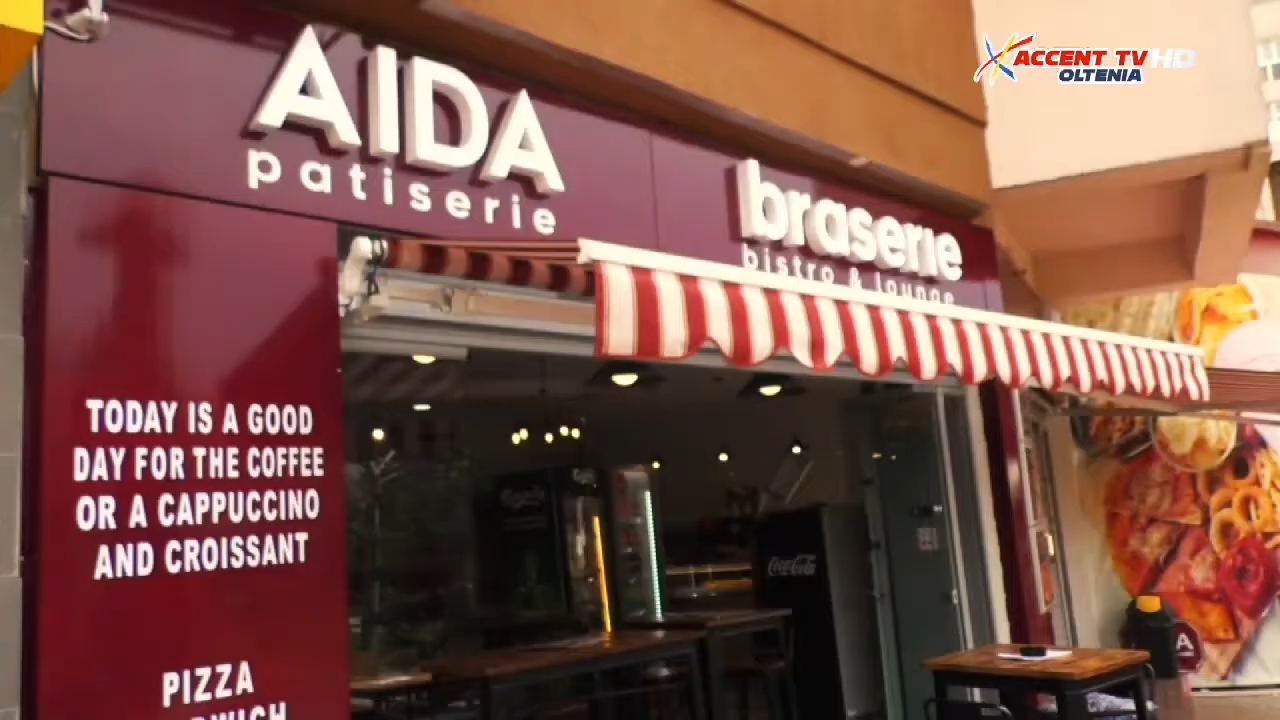 ACCENT TV HD
OLTENIA
AIDA
patiserie
braserie
bistro & lounge
TODAY IS A GOOD
DAY FOR THE COFFEE
OR A CAPPUCCINO
AND CROISSANT
PIZZA
Coca-Cola
A